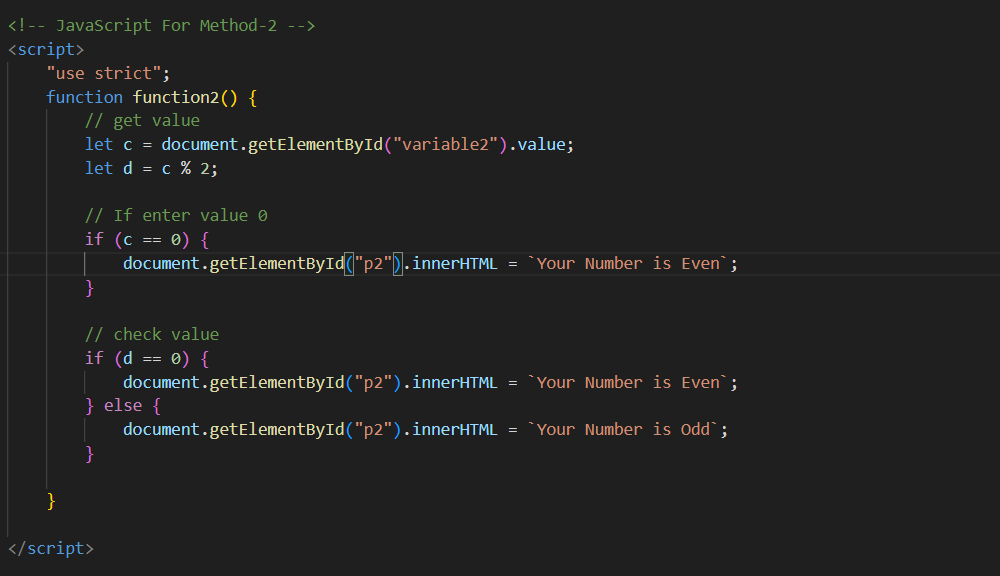 <!-- JavaScript For Method-2 -->
<script>
"use strict";
function function2() {
// get value
let c = document.getElementById("variable2").value;
let d = c % 2;
// If enter value 0
if (c == 0) {
document.getElementById("p2").innerHTML = `Your Number is Even`;
}
// check value
if (d == 0) {
document.getElementById("p2").innerHTML = `Your Number is Even`;
} else {
document.getElementById("p2").innerHTML = `Your Number is Odd`;
}
}
</script>